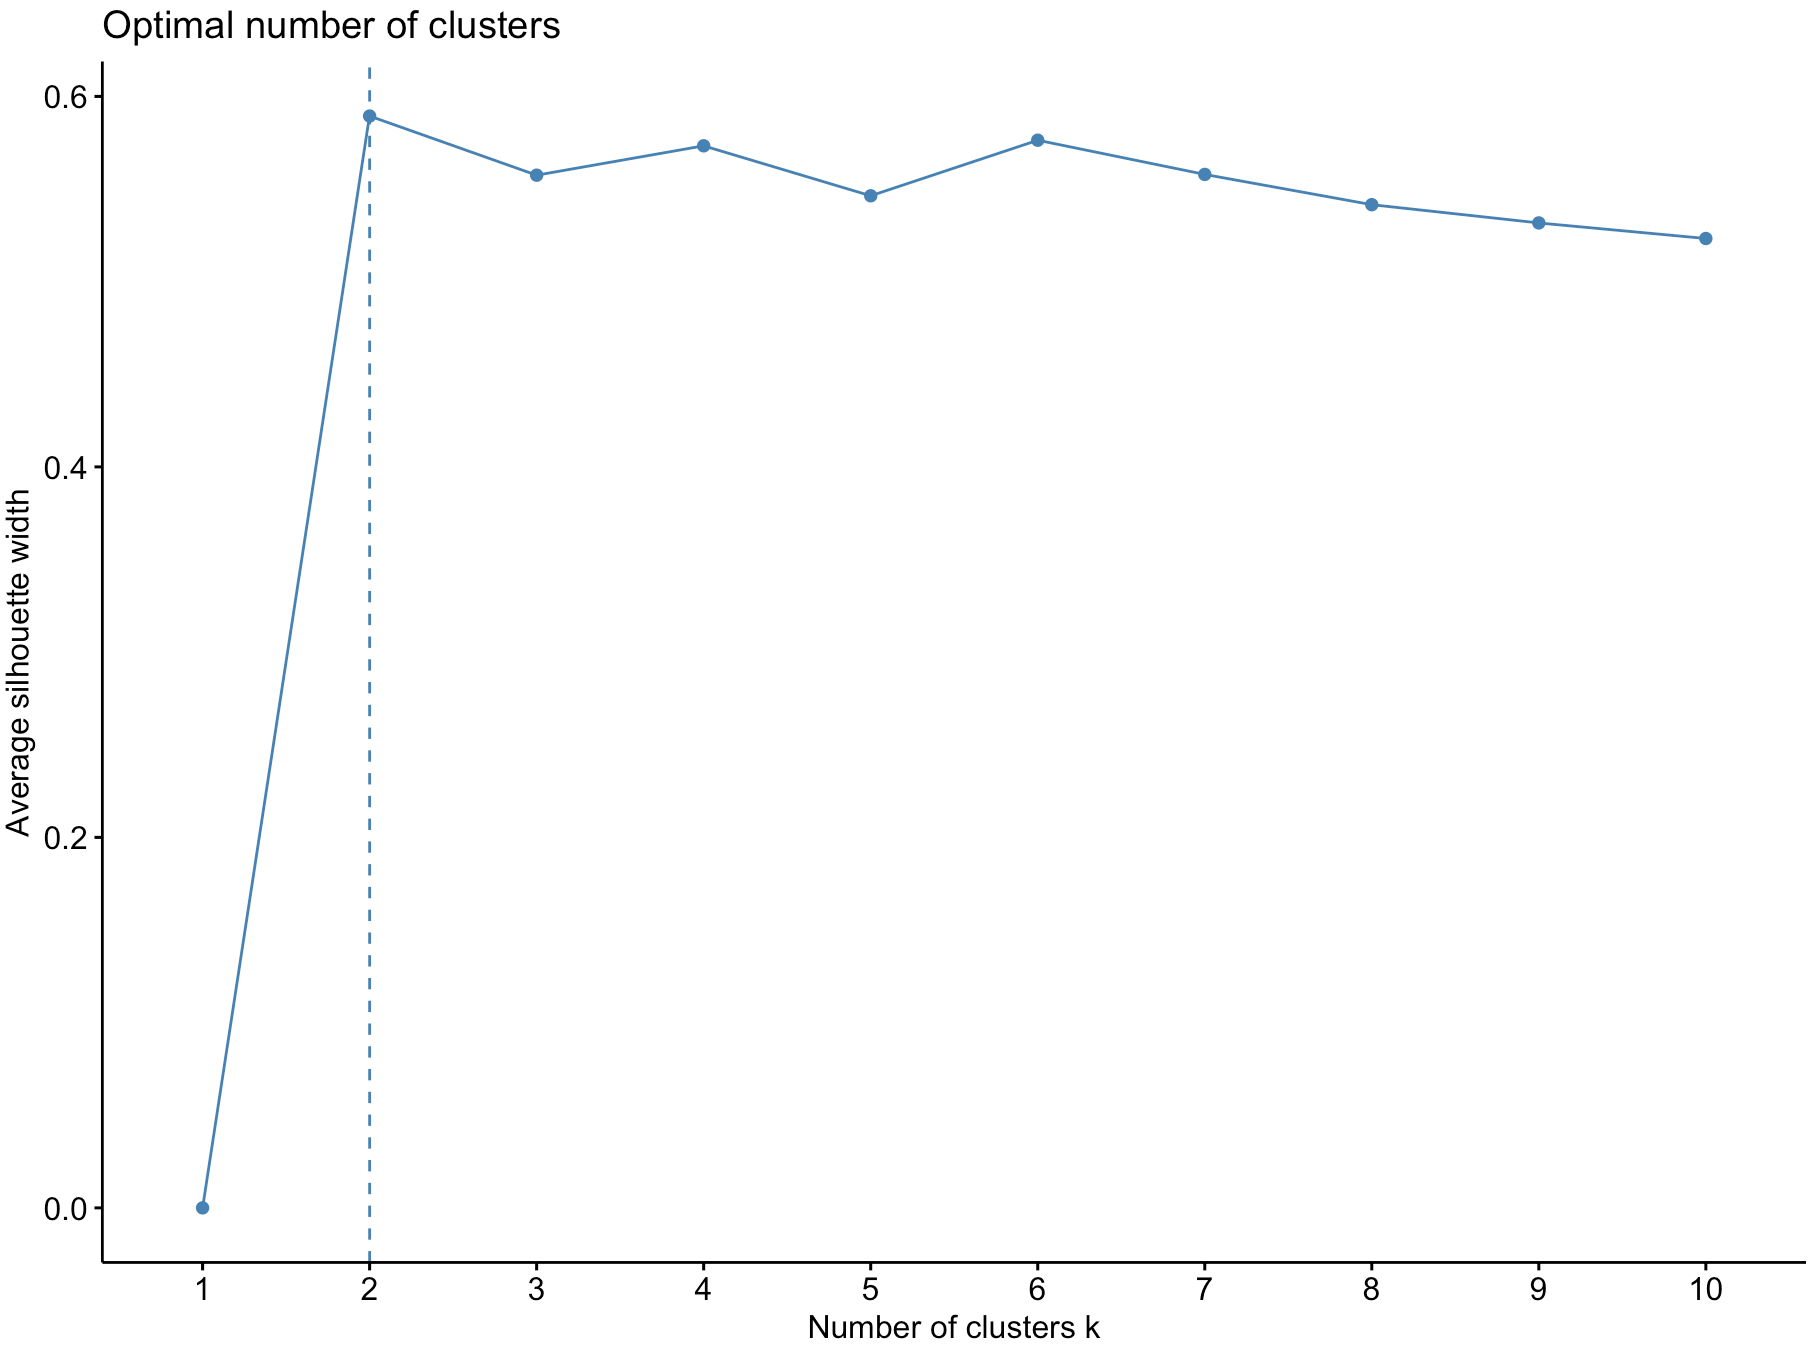 Optimal number of clusters
Average silhouette width
0.6
0.4
0.2
0.0
1 2 3 4 5 6 7 8 9 10
Number of clusters k